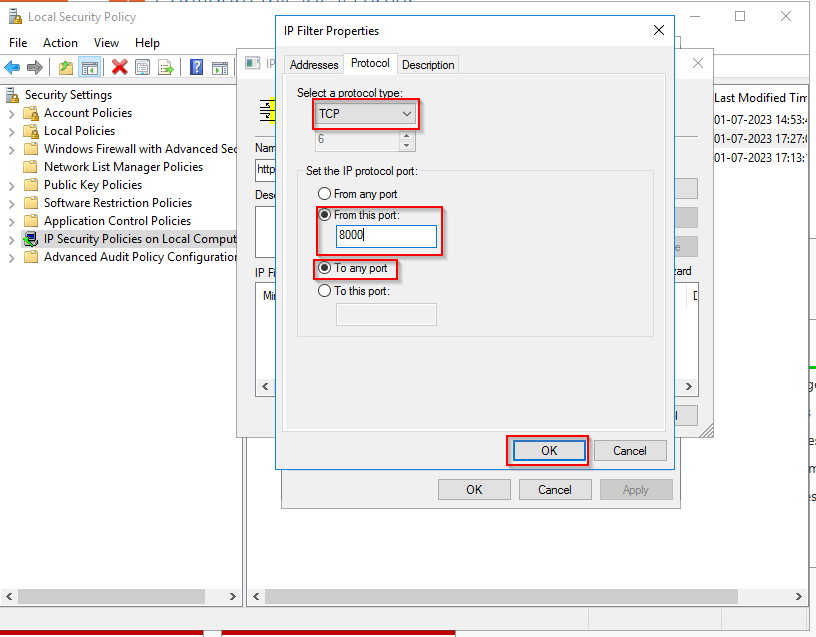 Local Security Policy
File Action View Help
Security Settings
Account Policies
Local Policies
Windows Firewall with Advanced Sec
Network List Manager Policies
Public Key Policies
Software Restriction Policies
Application Control Policies
IP Security Policies on Local Comput
Advanced Audit Policy Configuration
Last Modified Tim
01-07-2023 14:53:4
01-07-2023 17:27:0
01-07-2023 17:13:
IP
Nam
http
Desc
IP Fi
Mir
IP Filter Properties
Addresses Protocol Description
Select a protocol type:
TCP
6
Set the IP protocol port:
From any port
From this port:
8000
To any port
To this port:
OK Cancel
OK Cancel Apply